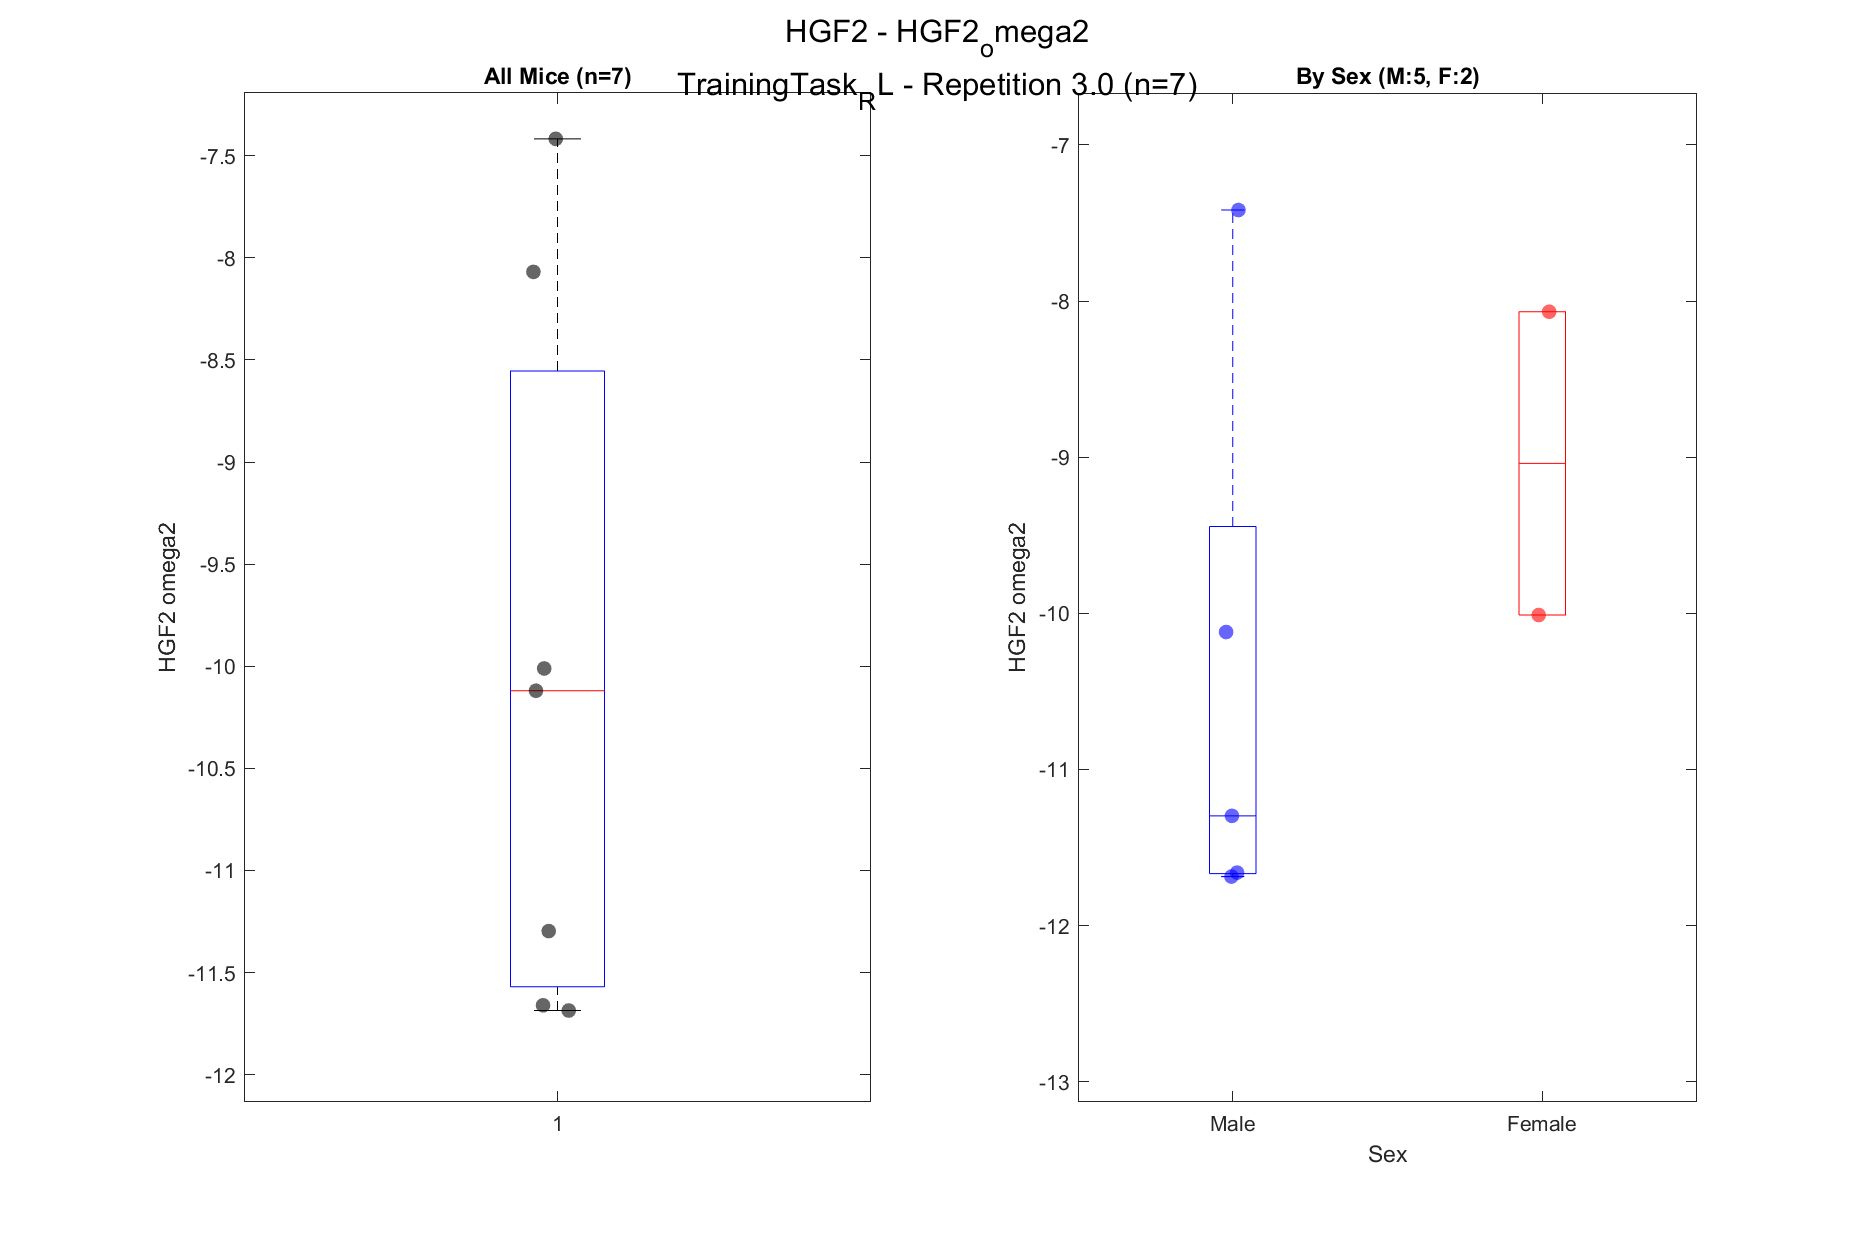 HGF2 - HGF2_omega2
TrainingTask_RL - Repetition 3.0 (n=7)
All Mice (n=7)
-7.5
-8
-8.5
-9
-9.5
-10
-10.5
-11
-11.5
-12
HGF2 omega2
1
By Sex (M:5, F:2)
-7
-8
-9
-10
-11
-12
-13
HGF2 omega2
Male
Female
Sex